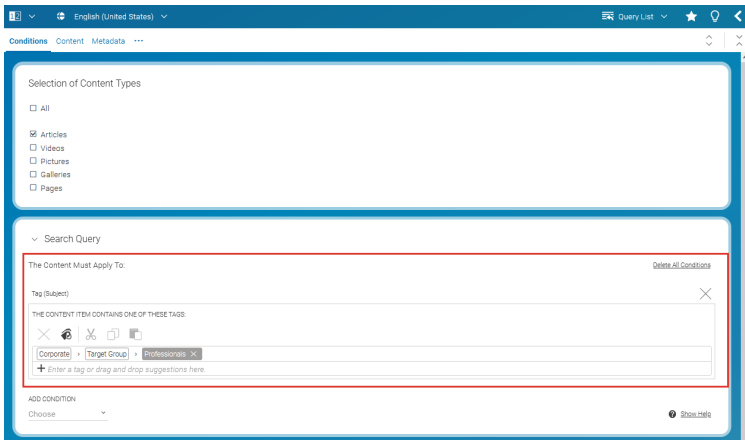 English (United States)
Query List
Conditions Content Metadata ...
Selection of Content Types
All
Articles
Videos
Pictures
Galleries
Pages
Search Query
The Content Must Apply To:
Delete All Conditions
Tag (Subject)
THE CONTENT ITEM CONTAINS ONE OF THESE TAGS:
Corporate Target Group Professionals
Enter a tag or drag and drop suggestions here.
ADD CONDITION
Choose
Show Help